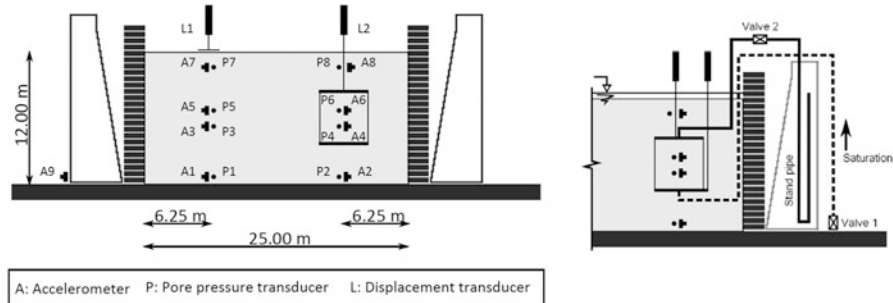 L1
L2
A7
P7
P8
A8
A5
P5
P6
A6
A3
P3
P4
A4
A9
A1
P1
P2
A2
12.00 m
6.25 m
6.25 m
25.00 m
A: Accelerometer P: Pore pressure transducer L: Displacement transducer
Valve 2
Stand pipe
Saturation
Valve 1